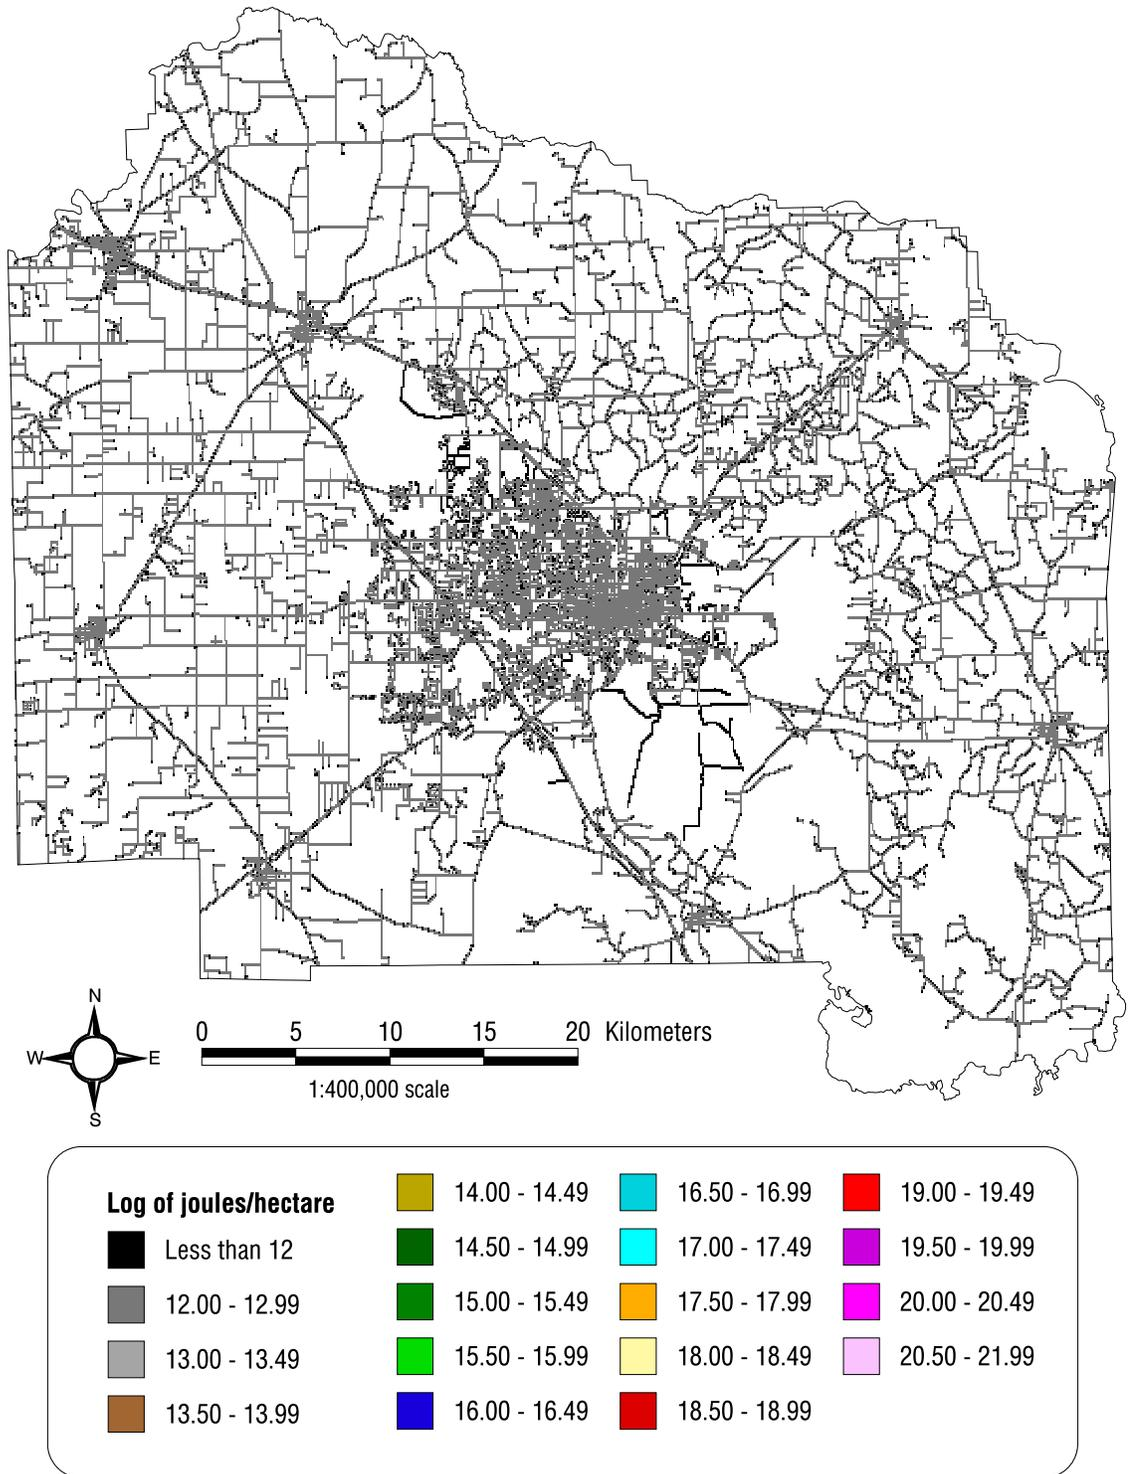 N
W E
S
0 5 10 15 20 Kilometers
1:400,000 scale
Log of joules/hectare
Less than 12
12.00 - 12.99
13.00 - 13.49
13.50 - 13.99
14.00 - 14.49
14.50 - 14.99
15.00 - 15.49
15.50 - 15.99
16.00 - 16.49
16.50 - 16.99
17.00 - 17.49
17.50 - 17.99
18.00 - 18.49
18.50 - 18.99
19.00 - 19.49
19.50 - 19.99
20.00 - 20.49
20.50 - 21.99